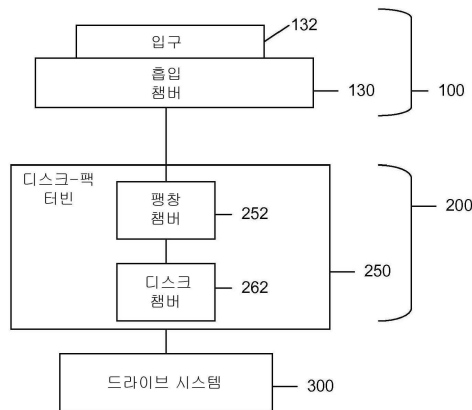 132
입구
흡입
챔버
130
100
디스크-팩
터빈
팽창
챔버
252
200
디스크
챔버
262
250
드라이브 시스템
300